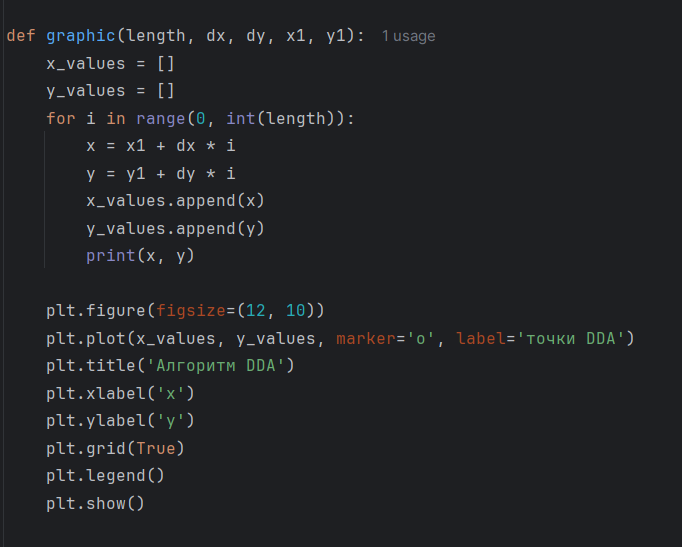 def graphic(length, dx, dy, x1, y1): 1 usage
    x_values = []
    y_values = []
    for i in range(0, int(length)):
        x = x1 + dx * i
        y = y1 + dy * i
        x_values.append(x)
        y_values.append(y)
        print(x, y)

    plt.figure(figsize=(12, 10))
    plt.plot(x_values, y_values, marker='o', label='точки DDA')
    plt.title('Алгоритм DDA')
    plt.xlabel('x')
    plt.ylabel('y')
    plt.grid(True)
    plt.legend()
    plt.show()